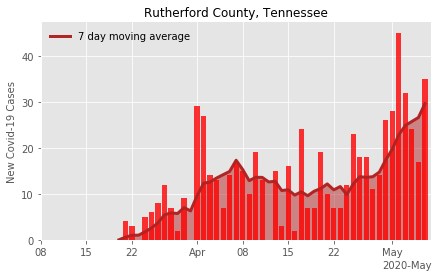 Rutherford County, Tennessee
7 day moving average
New Covid-19 Cases
40
30
20
10
0
08 15 22 Apr 08 15 22 May
2020-May